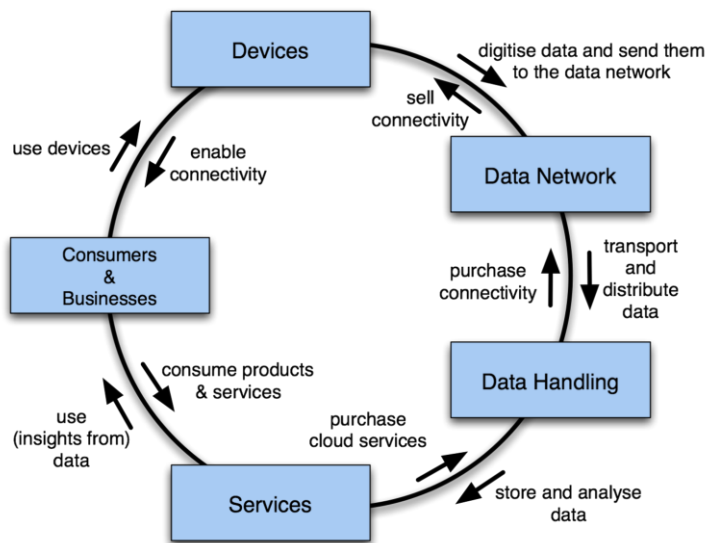 Devices
digitise data and send them
to the data network
sell
connectivity
use devices
enable
connectivity
Data Network
Consumers
&
Businesses
purchase
connectivity
transport
and
distribute
data
consume products
& services
Data Handling
use
(insights from)
data
purchase
cloud services
Services
store and analyse
data